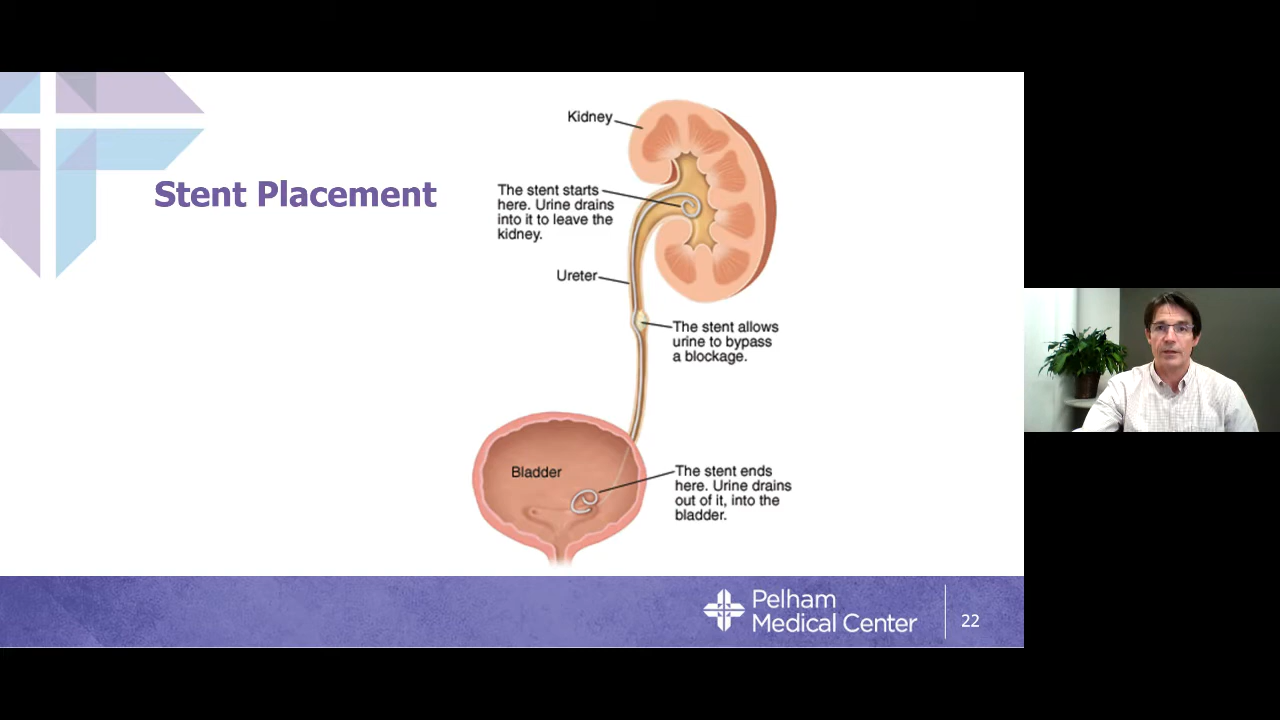 Stent Placement
Kidney
The stent starts
here. Urine drains
into it to leave the
kidney.
Ureter
The stent allows
urine to bypass
a blockage.
Bladder
The stent ends
here. Urine drains
out of it, into the
bladder.
Pelham
Medical Center
22